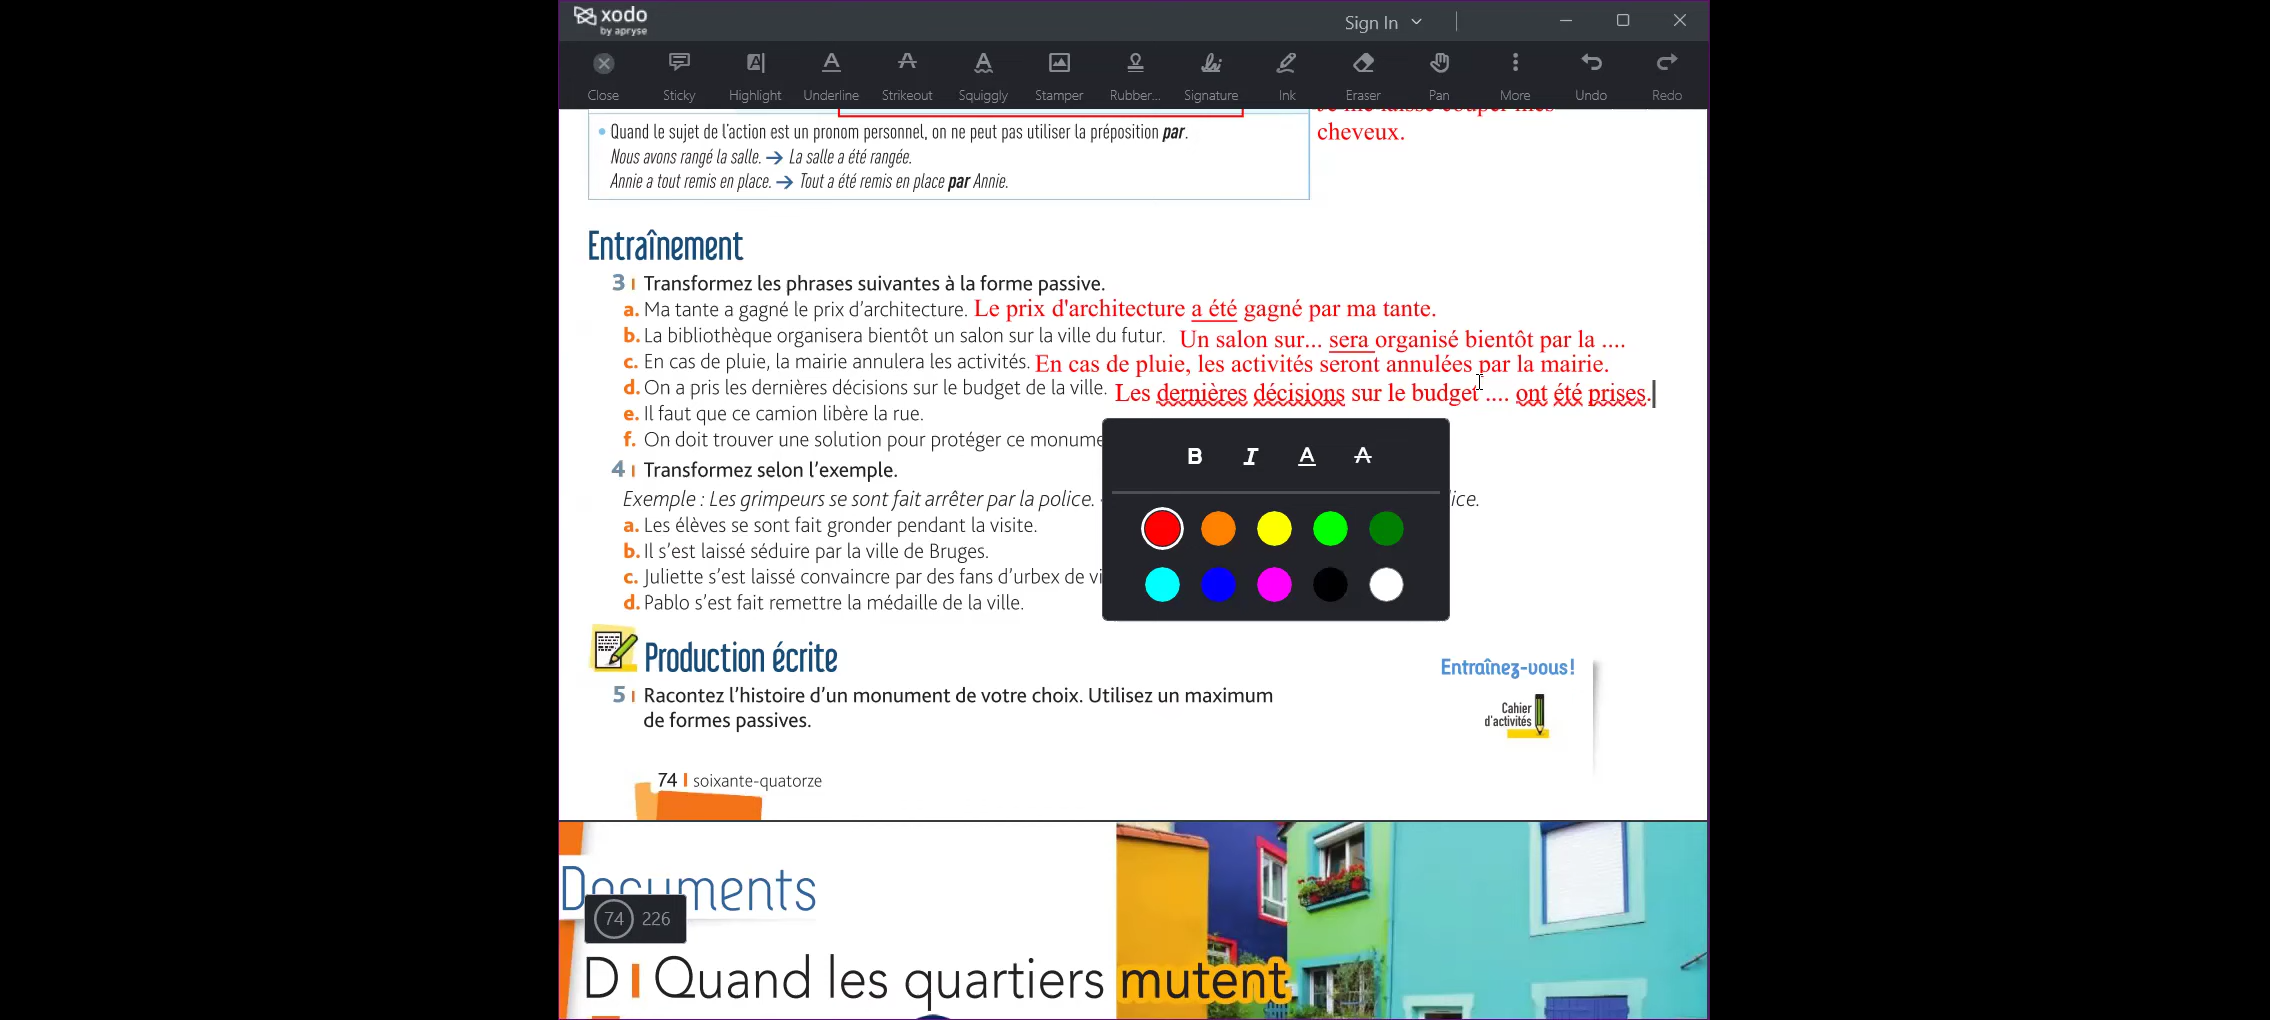 xodo
by apryse
Sign In
Close
Sticky
Highlight
Underline
Strikeout
Squiggly
Stamper
Rubber...
Signature
Ink
Eraser
Pan
More
Undo
Redo
• Quand le sujet de l'action est un pronom personnel, on ne peut pas utiliser la préposition par.
Nous avons rangé la salle. → La salle a été rangée.
Annie a tout remis en place. → Tout a été remis en place par Annie.
cheveux.
Entraînement
3 | Transformez les phrases suivantes à la forme passive.
a. Ma tante a gagné le prix d'architecture. Le prix d'architecture a été gagné par ma tante.
b. La bibliothèque organisera bientôt un salon sur la ville du futur. Un salon sur... sera organisé bientôt par la ....
c. En cas de pluie, la mairie annulera les activités. En cas de pluie, les activités seront annulées par la mairie.
d. On a pris les dernières décisions sur le budget de la ville. Les dernières décisions sur le budget .... ont été prises.
e. Il faut que ce camion libère la rue.
f. On doit trouver une solution pour protéger ce
4 | Transformez selon l'exemple.
Exemple : Les grimpeurs se sont fait arrêter par la police.
a. Les élèves se sont fait gronder pendant la visite.
b. Il s'est laissé séduire par la ville de Bruges.
c. Juliette s'est laissé convaincre par des fans d'urbex de
d. Pablo s'est fait remettre la médaille de la ville.
B I A A
Production écrite
5 | Racontez l'histoire d'un monument de votre choix. Utilisez un maximum
de formes passives.
Entraînez-vous!
Cahier
d'activités
74 | soixante-quatorze
Documents
74 226
D | Quand les quartiers mutent